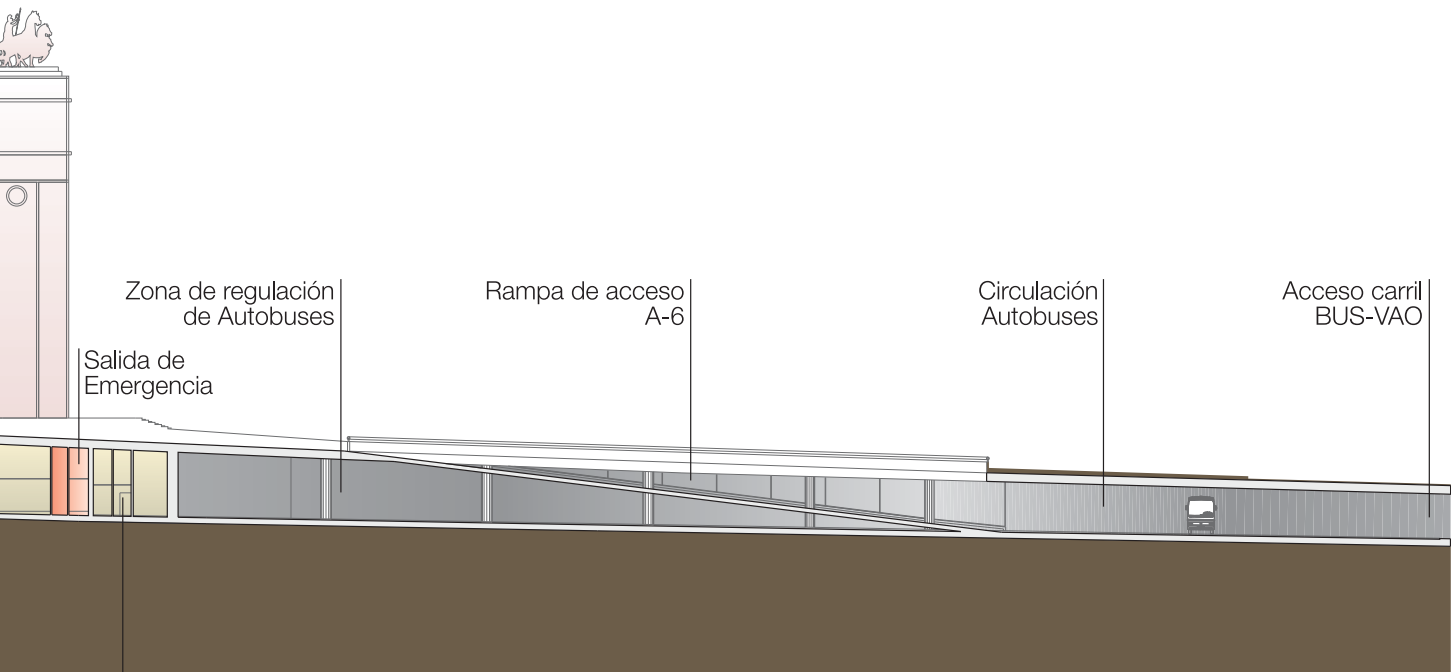 Zona de regulación
de Autobuses
Rampa de acceso
A-6
Circulación
Autobuses
Acceso carril
BUS-VAO
Salida de
Emergencia